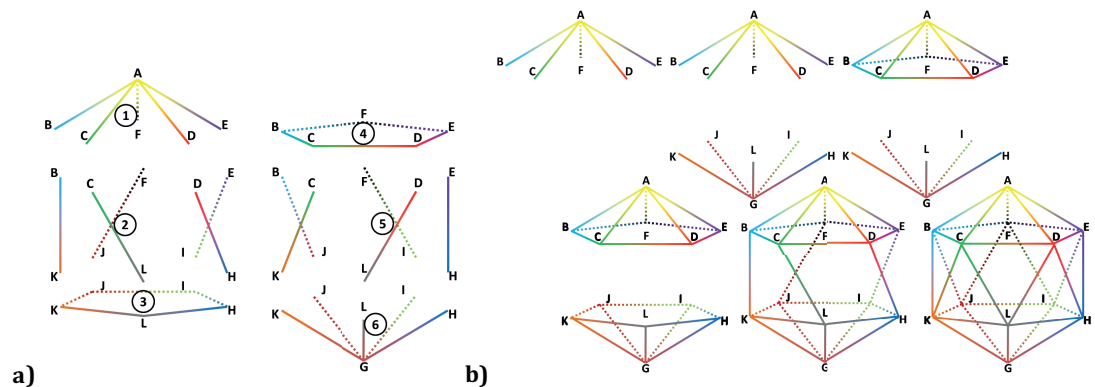 A
B C F D E
1
F
B C D E
4
B C F D E
2
K J L I H
B C F D E
5
K J L I H
J I
K L H
3
J I
K L H
6
G
a)
A A A
B C F D E B C F D E B C F D E
J I J I
K L H K L H
G G
A A A
B C F D E B C F D E B C F D E
J I J I J I
K L H K L H K L H
G G G
b)